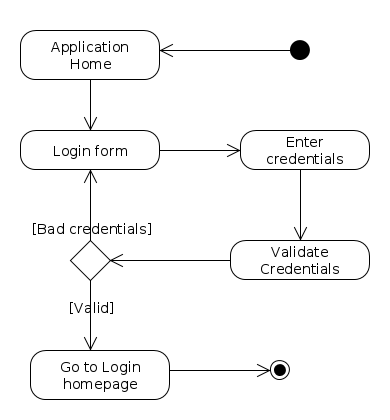 Application
Home
Login form
Enter
credentials
[Bad credentials]
Validate
Credentials
[Valid]
Go to Login
homepage